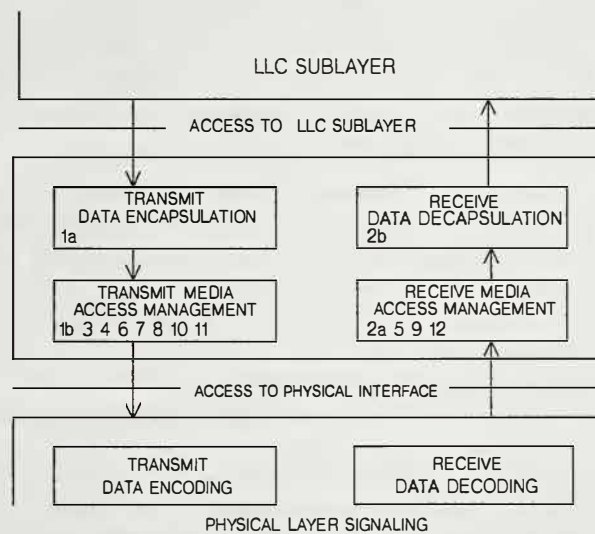 LLC SUBLAYER
ACCESS TO LLC SUBLAYER
TRANSMIT
DATA ENCAPSULATION
1a
RECEIVE
DATA DECAPSULATION
2b
TRANSMIT MEDIA
ACCESS MANAGEMENT
1b 3 4 6 7 8 10 11
RECEIVE MEDIA
ACCESS MANAGEMENT
2a 5 9 12
ACCESS TO PHYSICAL INTERFACE
TRANSMIT
DATA ENCODING
RECEIVE
DATA DECODING
PHYSICAL LAYER SIGNALING